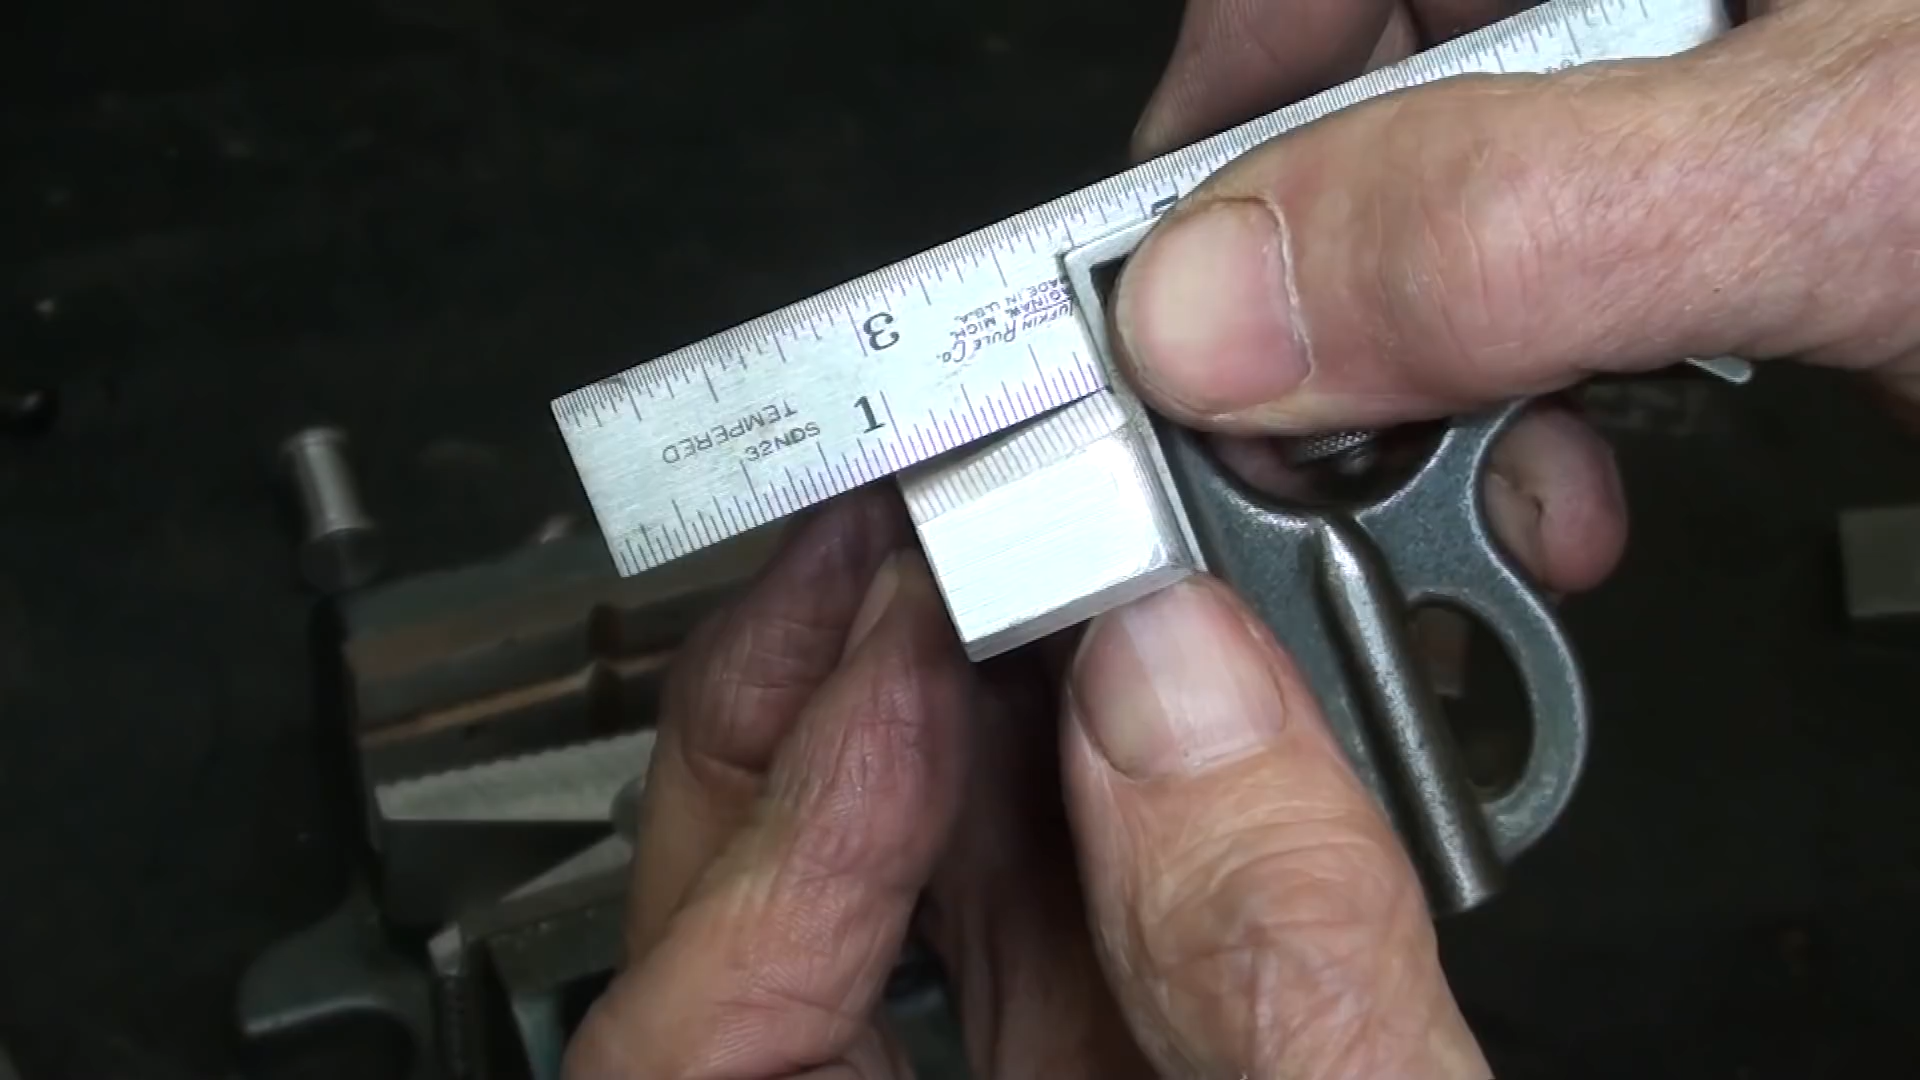 3
LUFKIN RULE CO.
SAGINAW, MICH.
MADE IN U.S.A.
TEMPERED
32NDS
1